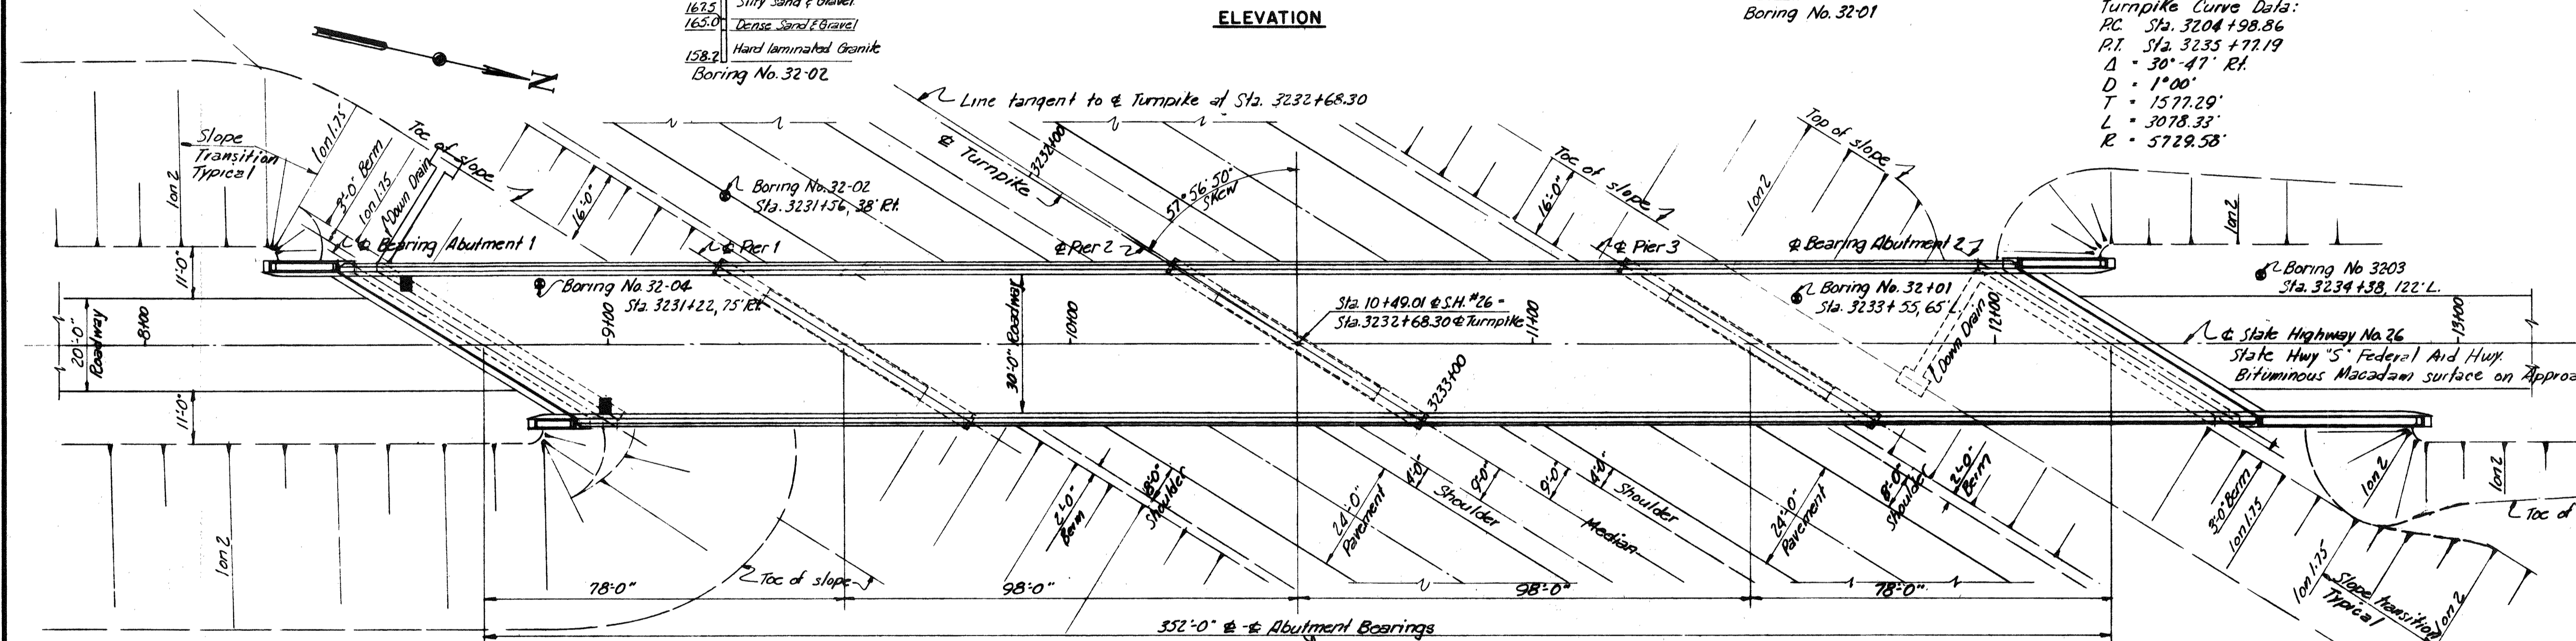 167.5 Silty Sand & Gravel
165.0 Dense Sand & Gravel
158.2 Hard laminated Granite
Boring No. 32-02
ELEVATION
Boring No. 32-01
Turnpike Curve Data:
P.C. Sta. 3204+98.86
P.T. Sta. 3235+77.19
Δ = 30°-47' Rt.
D = 1°00'
T = 1577.29'
L = 3078.33'
R = 5729.58'
N
Line tangent to ℄ Turnpike at Sta. 3232+68.30
Slope
Transition
Typical
1 on 2
1 on 1.75
3'-0" Berm
1 on 1.75
Down Drain
Toe of slope
16'-0"
Boring No. 32-02
Sta. 3231+56, 38' Rt.
℄ Turnpike
3232+00
57°56'50"
Skew
Toe of slope
16'-0"
Top of slope
1 on 2
1 on 2
℄ Bearing Abutment 1
℄ Pier 1
℄ Pier 2
℄ Pier 3
℄ Bearing Abutment 2
11'-0"
Boring No. 32-04
Sta. 3231+22, 75' Rt.
Boring No. 32+01
Sta. 3233+55, 65' L.
Boring No 3203
Sta. 3234+38, 122' L.
20'-0"
Roadway
8+00
9+00
30'-0" Roadway
10+00
Sta. 10+49.01 ℄ S.H. #26 =
Sta. 3232+68.30 ℄ Turnpike
11+00
12+00
13+00
Down Drain
℄ State Highway No. 26
State Hwy "S" Federal Aid Hwy.
Bituminous Macadam surface on Approa
11'-0"
3233+00
1 on 2
Toe of slope
2'-0"
Berm
8'-0"
Shoulder
24'-0"
Pavement
4'-0"
Shoulder
9'-0"
9'-0"
Median
4'-0"
Shoulder
24'-0"
Pavement
8'-0"
Shoulder
2'-0"
Berm
3'-0" Berm
1 on 1.75
1 on 2
1 on 2
Toe of
1 on 1.75
Slope transition
Typical
1 on 2
78'-0"
98'-0"
98'-0"
78'-0"
352'-0" ℄-℄ Abutment Bearings